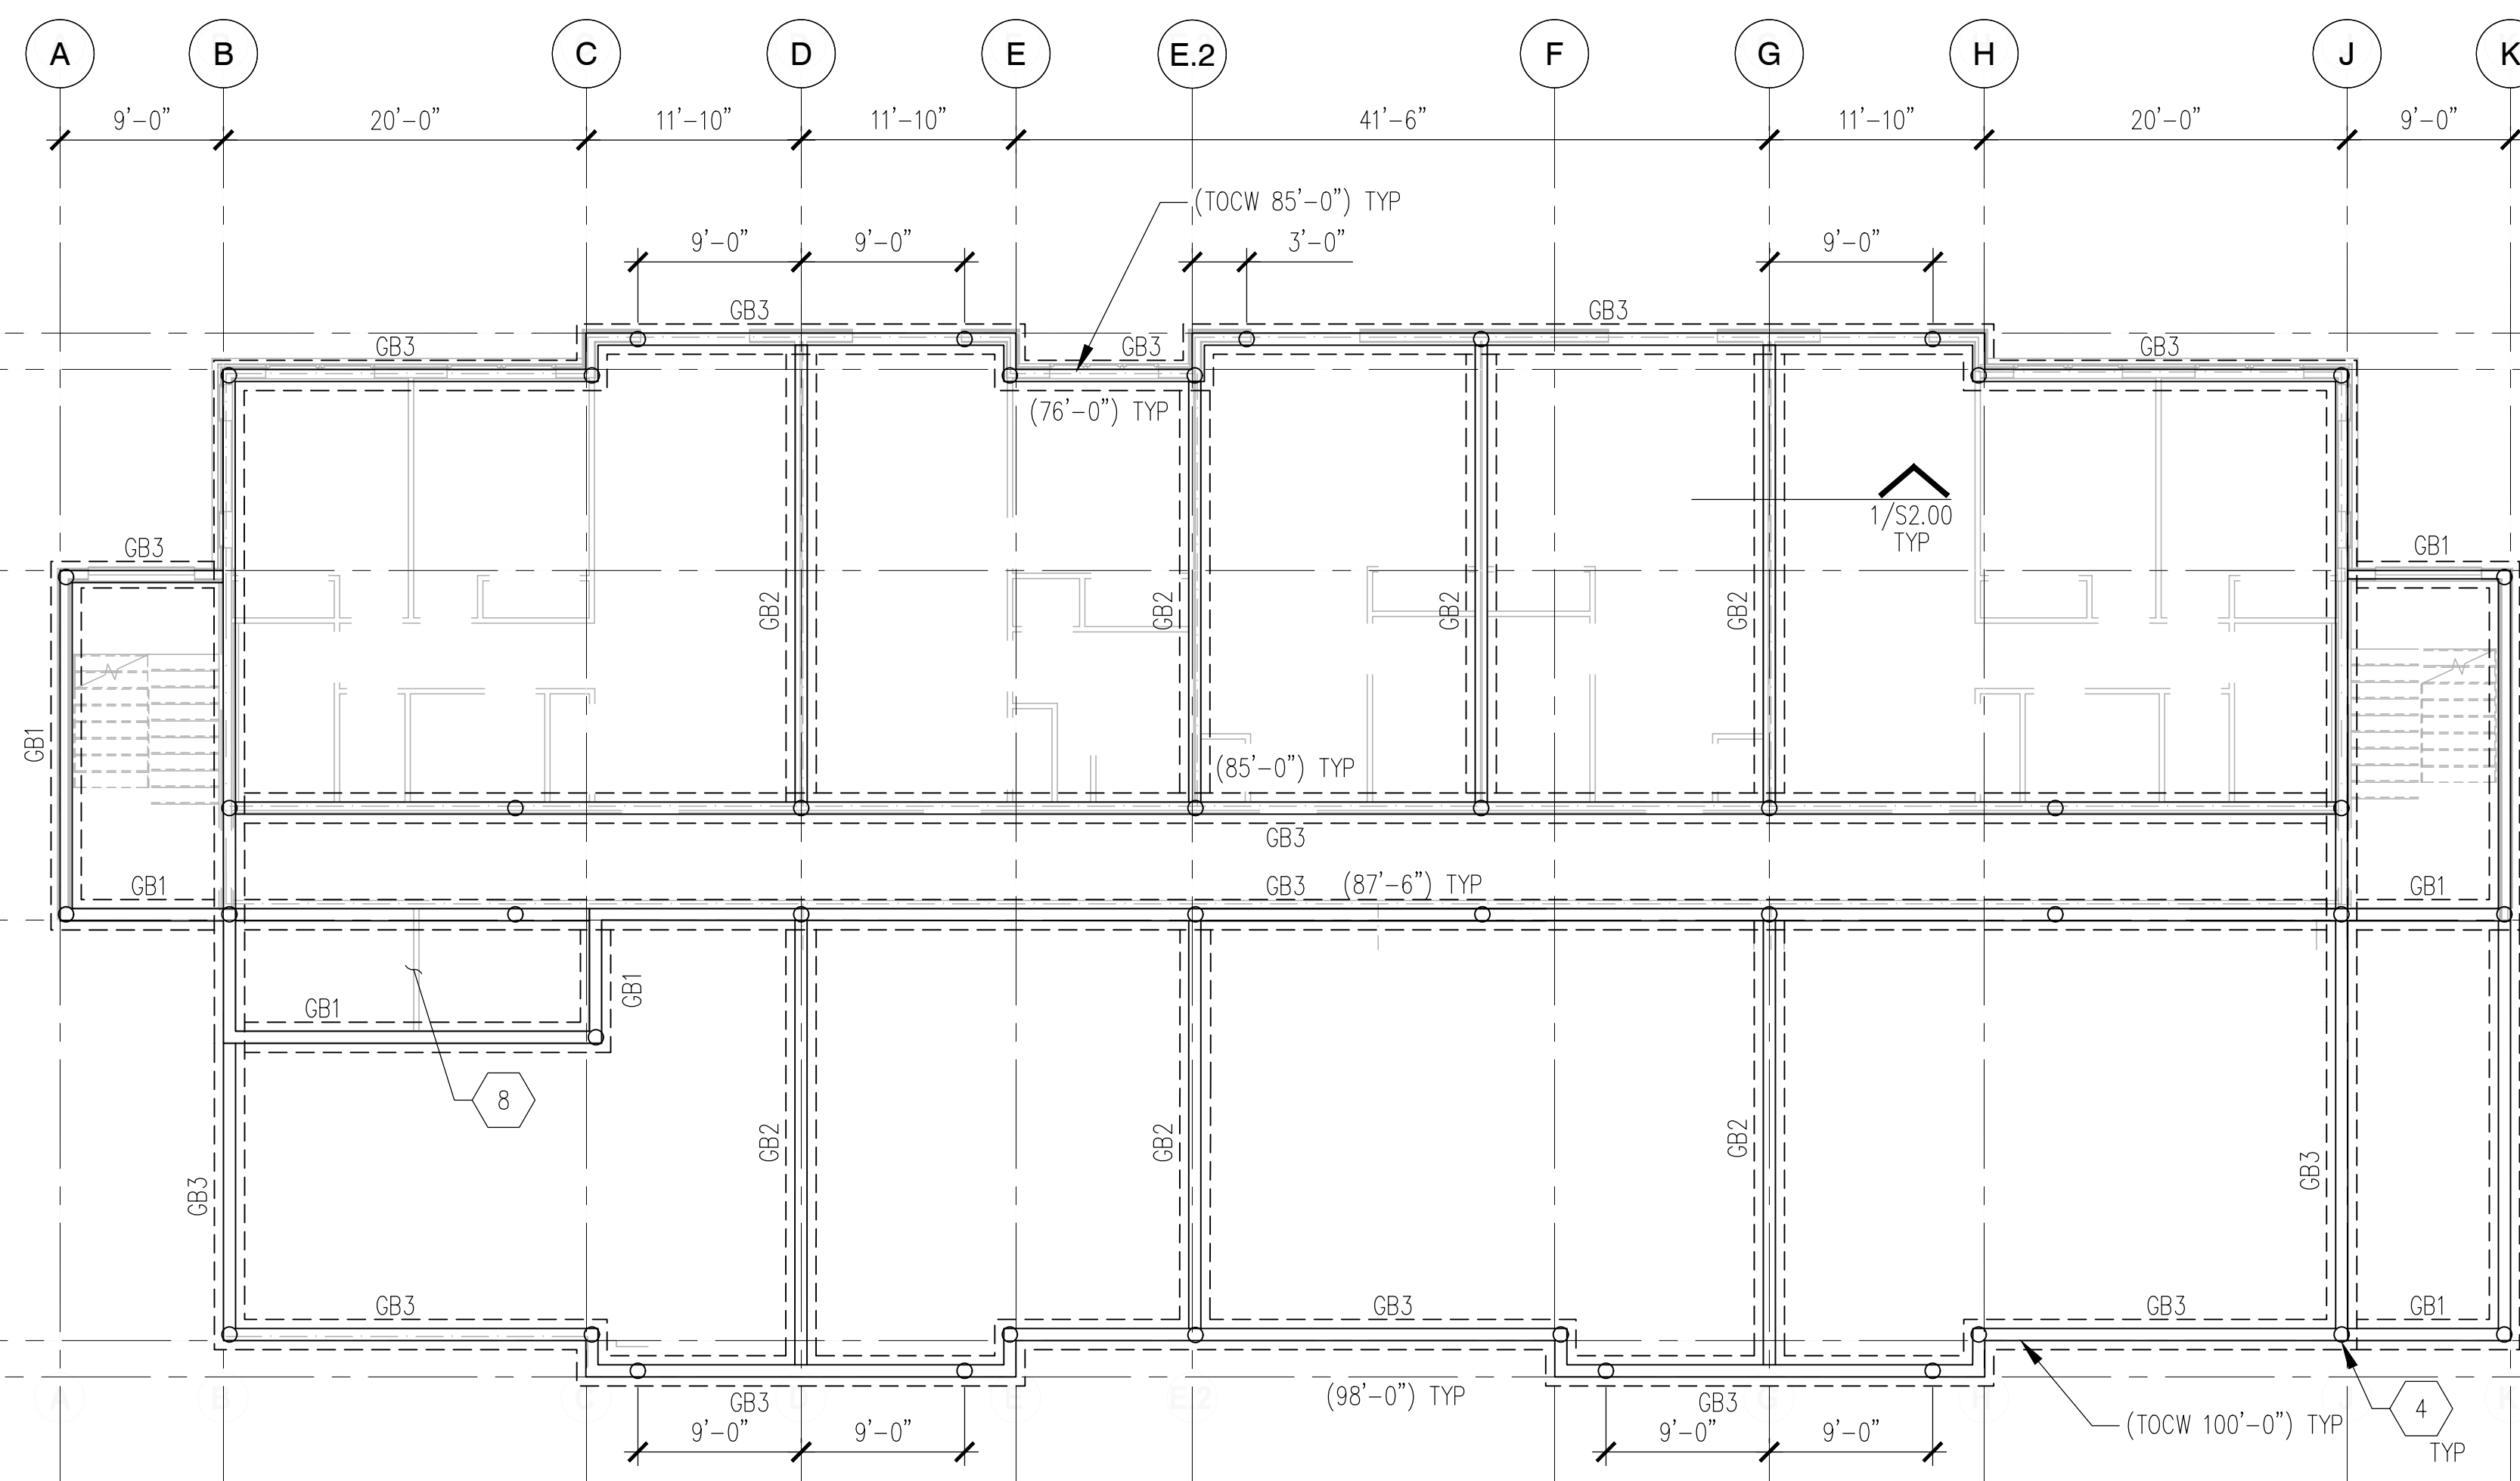 A B C D E E.2 F G H J K
9'-0" 20'-0" 11'-10" 11'-10" 41'-6" 11'-10" 20'-0" 9'-0"
(TOCW 85'-0") TYP
9'-0" 9'-0" 3'-0" 9'-0"
GB3 GB3
GB3 GB3 GB3
(76'-0") TYP
1/S2.00
TYP
GB3 GB1
GB2 GB2 GB2 GB2
GB1
(85'-0") TYP
GB3
GB1 GB3 (87'-6") TYP GB1
GB1
GB1
8
GB2 GB2 GB2
GB3 GB3
GB3 GB3 GB3 GB1
A B C D E E.2 G H J K
(98'-0") TYP
GB3 GB3
4
TYP
(TOCW 100'-0") TYP
9'-0" 9'-0" 9'-0" 9'-0"